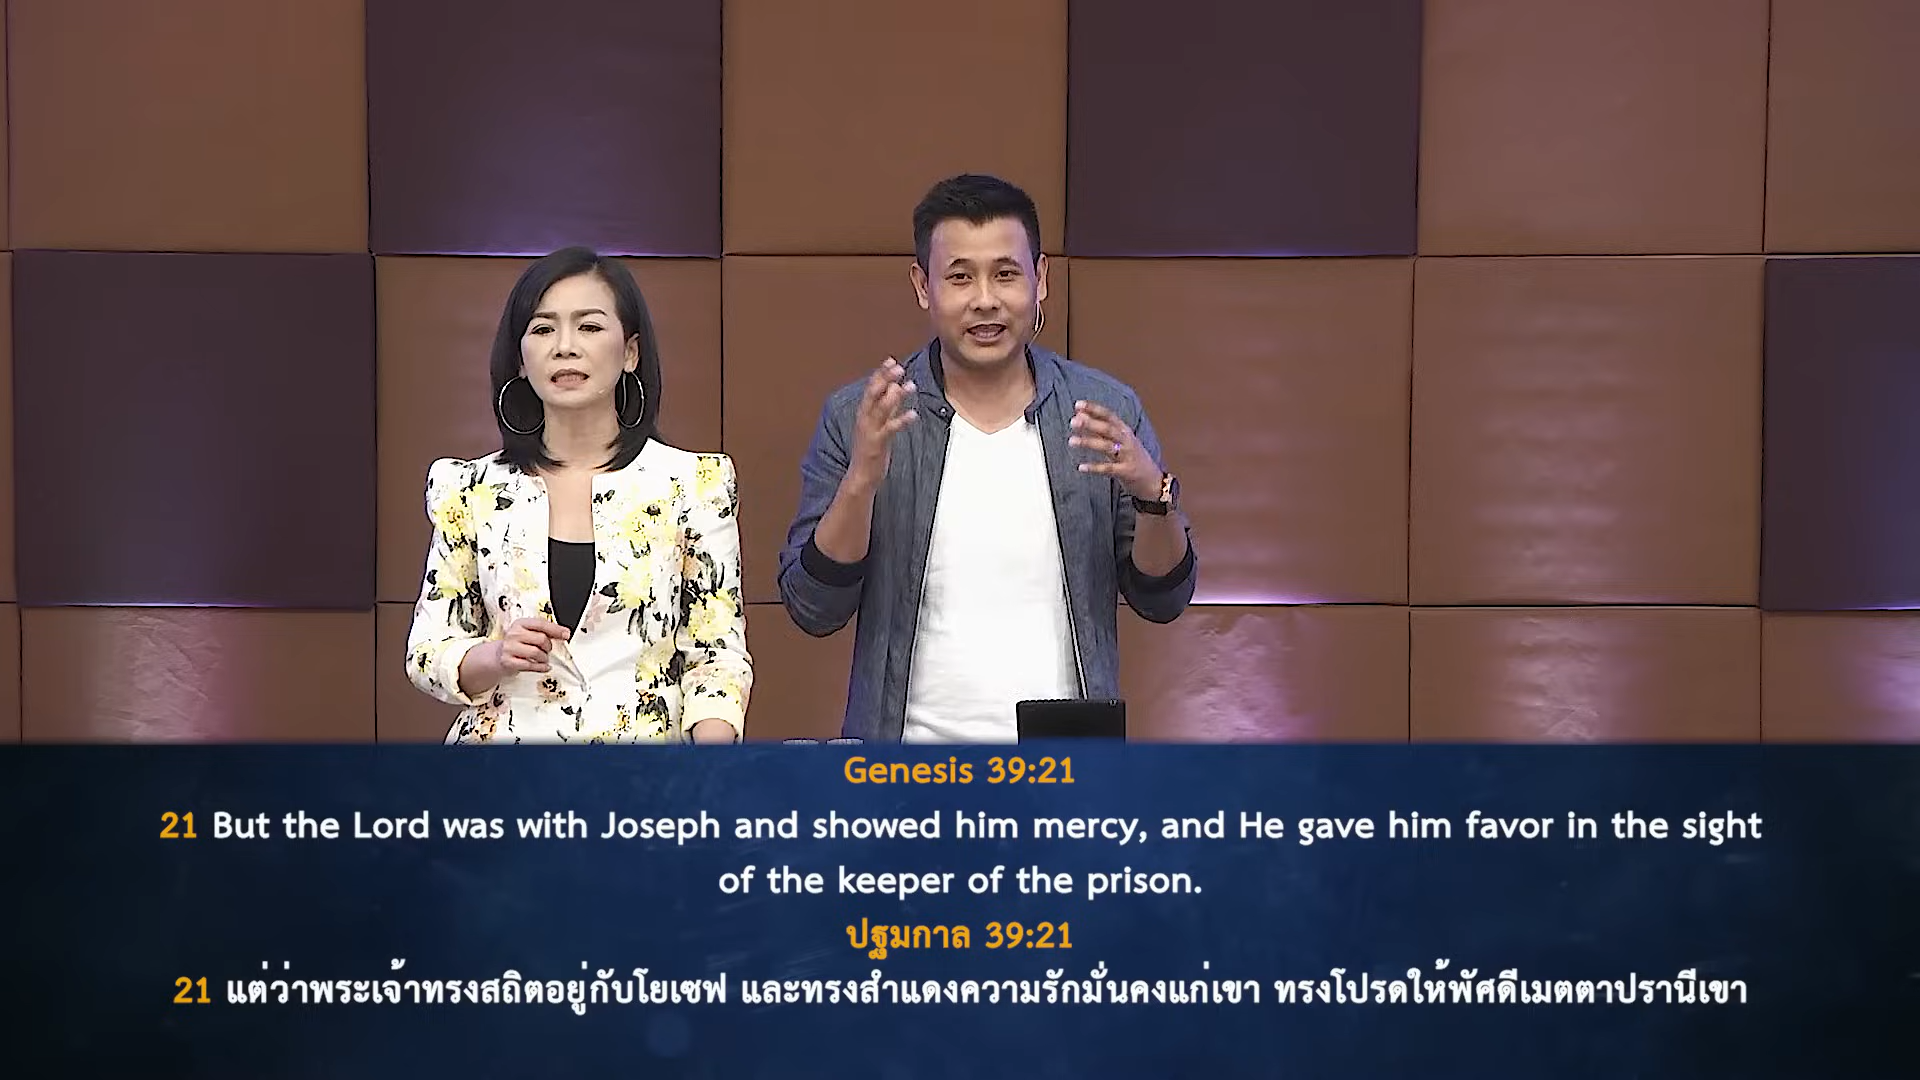 Genesis 39:21
21 But the Lord was with Joseph and showed him mercy, and He gave him favor in the sight
of the keeper of the prison.
ปฐมกาล 39:21
21 แต่ว่าพระเจ้าทรงสถิตอยู่กับโยเซฟ และทรงสำแดงความรักมั่นคงแก่เขา ทรงโปรดให้พัศดีเมตตาปรานีเขา